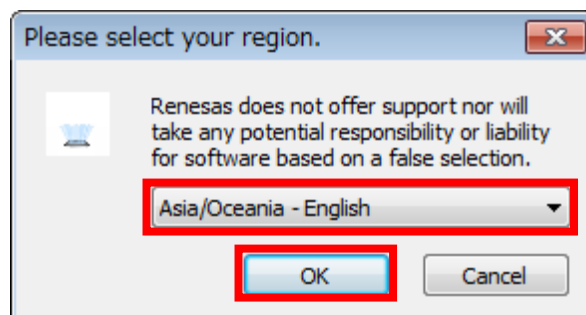 Please select your region.
Renesas does not offer support nor will
take any potential responsibility or liability
for software based on a false selection.
Asia/Oceania - English
OK
Cancel